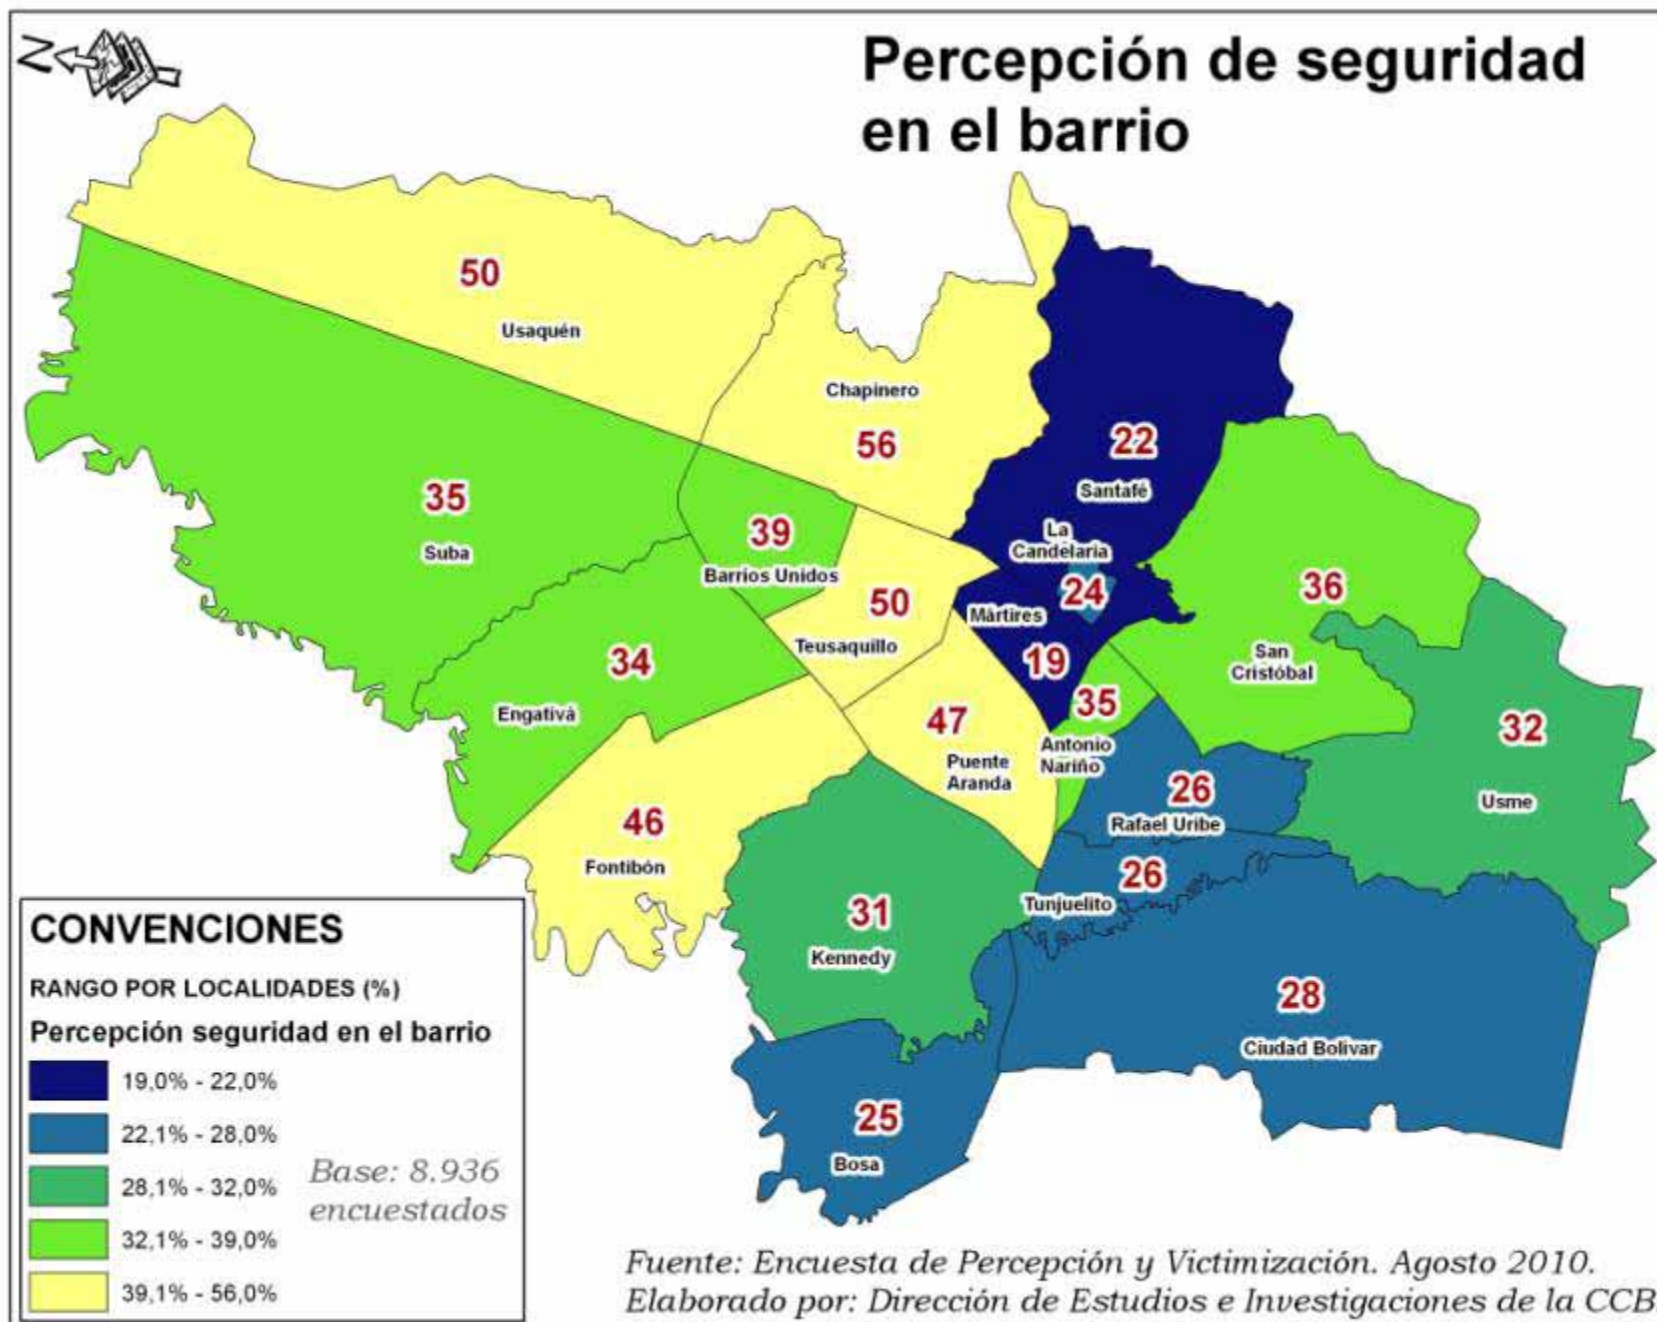 Percepción de seguridad
en el barrio
N
50
Usaquén
Chapinero
56
22
Santafé
35
Suba
39
Barrios Unidos
La
Candelaria
24
36
San
Cristóbal
50
Teusaquillo
Mártires
19
34
Engativá
35
Antonio
Nariño
47
Puente
Aranda
32
Usme
26
Rafael Uribe
46
Fontibón
26
Tunjuelito
31
Kennedy
28
Ciudad Bolívar
25
Bosa
CONVENCIONES
RANGO POR LOCALIDADES (%)
Percepción seguridad en el barrio
19,0% - 22,0%
22,1% - 28,0%
28,1% - 32,0%
32,1% - 39,0%
39,1% - 56,0%
Base: 8.936
encuestados
Fuente: Encuesta de Percepción y Victimización. Agosto 2010.
Elaborado por: Dirección de Estudios e Investigaciones de la CCB